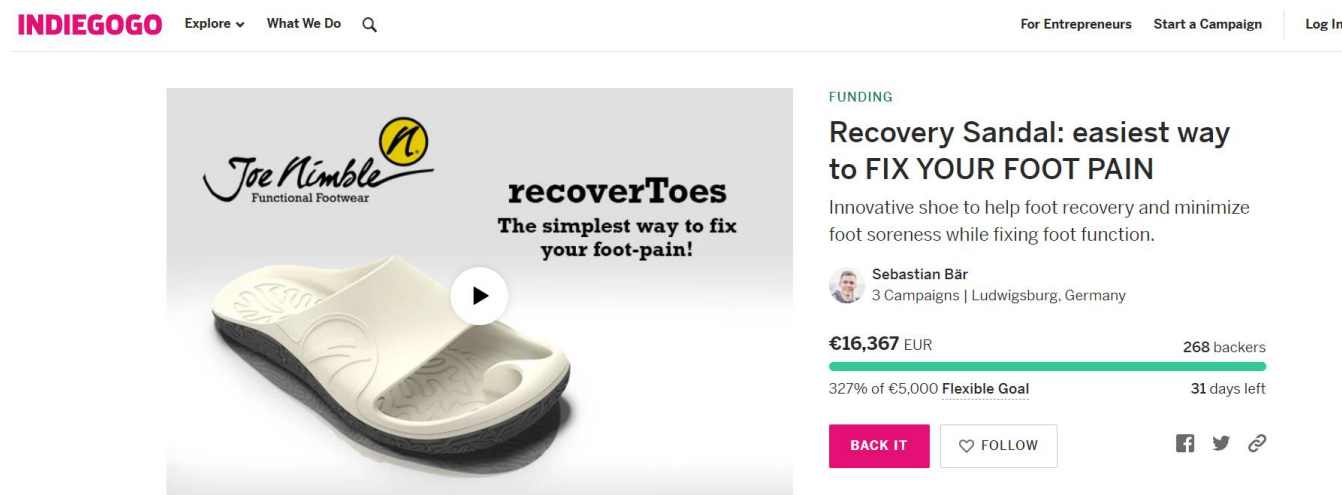 INDIEGOGO Explore What We Do For Entrepreneurs Start a Campaign Log In
Joe Nimble n.
Functional Footwear
recoverToes
The simplest way to fix
your foot-pain!
FUNDING
Recovery Sandal: easiest way
to FIX YOUR FOOT PAIN
Innovative shoe to help foot recovery and minimize
foot soreness while fixing foot function.
Sebastian Bär
3 Campaigns | Ludwigsburg, Germany
€16,367 EUR 268 backers
327% of €5,000 Flexible Goal 31 days left
BACK IT FOLLOW